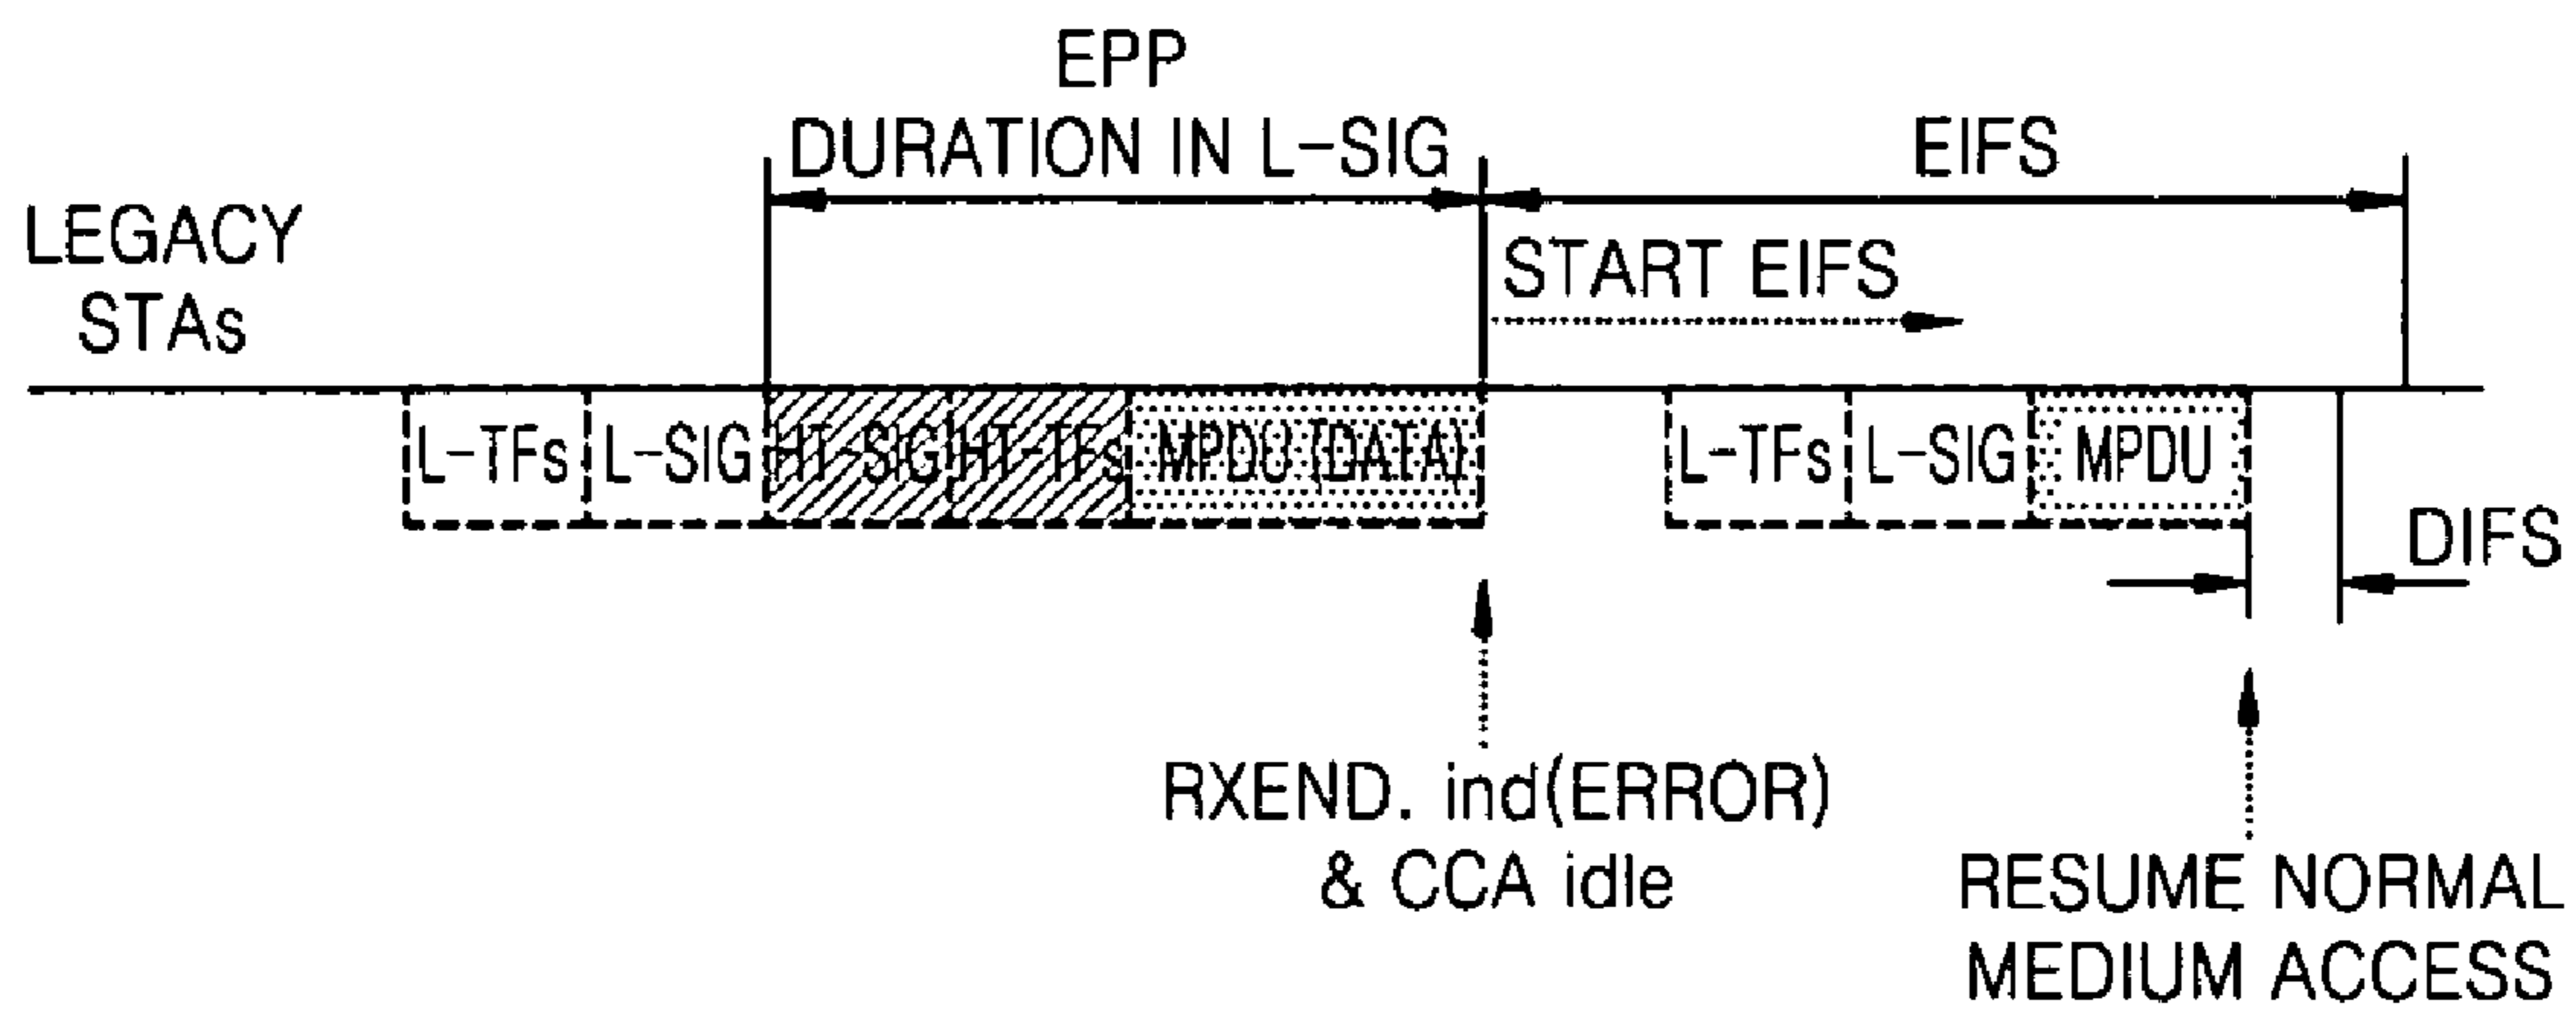 EPP
DURATION IN L-SIG
EIFS
LEGACY
STAs
START EIFS
L-TFs
L-SIG
HT-SIG
HT-TFs
MPDU (DATA)
L-TFs
L-SIG
MPDU
DIFS
RXEND. ind(ERROR)
& CCA idle
RESUME NORMAL
MEDIUM ACCESS